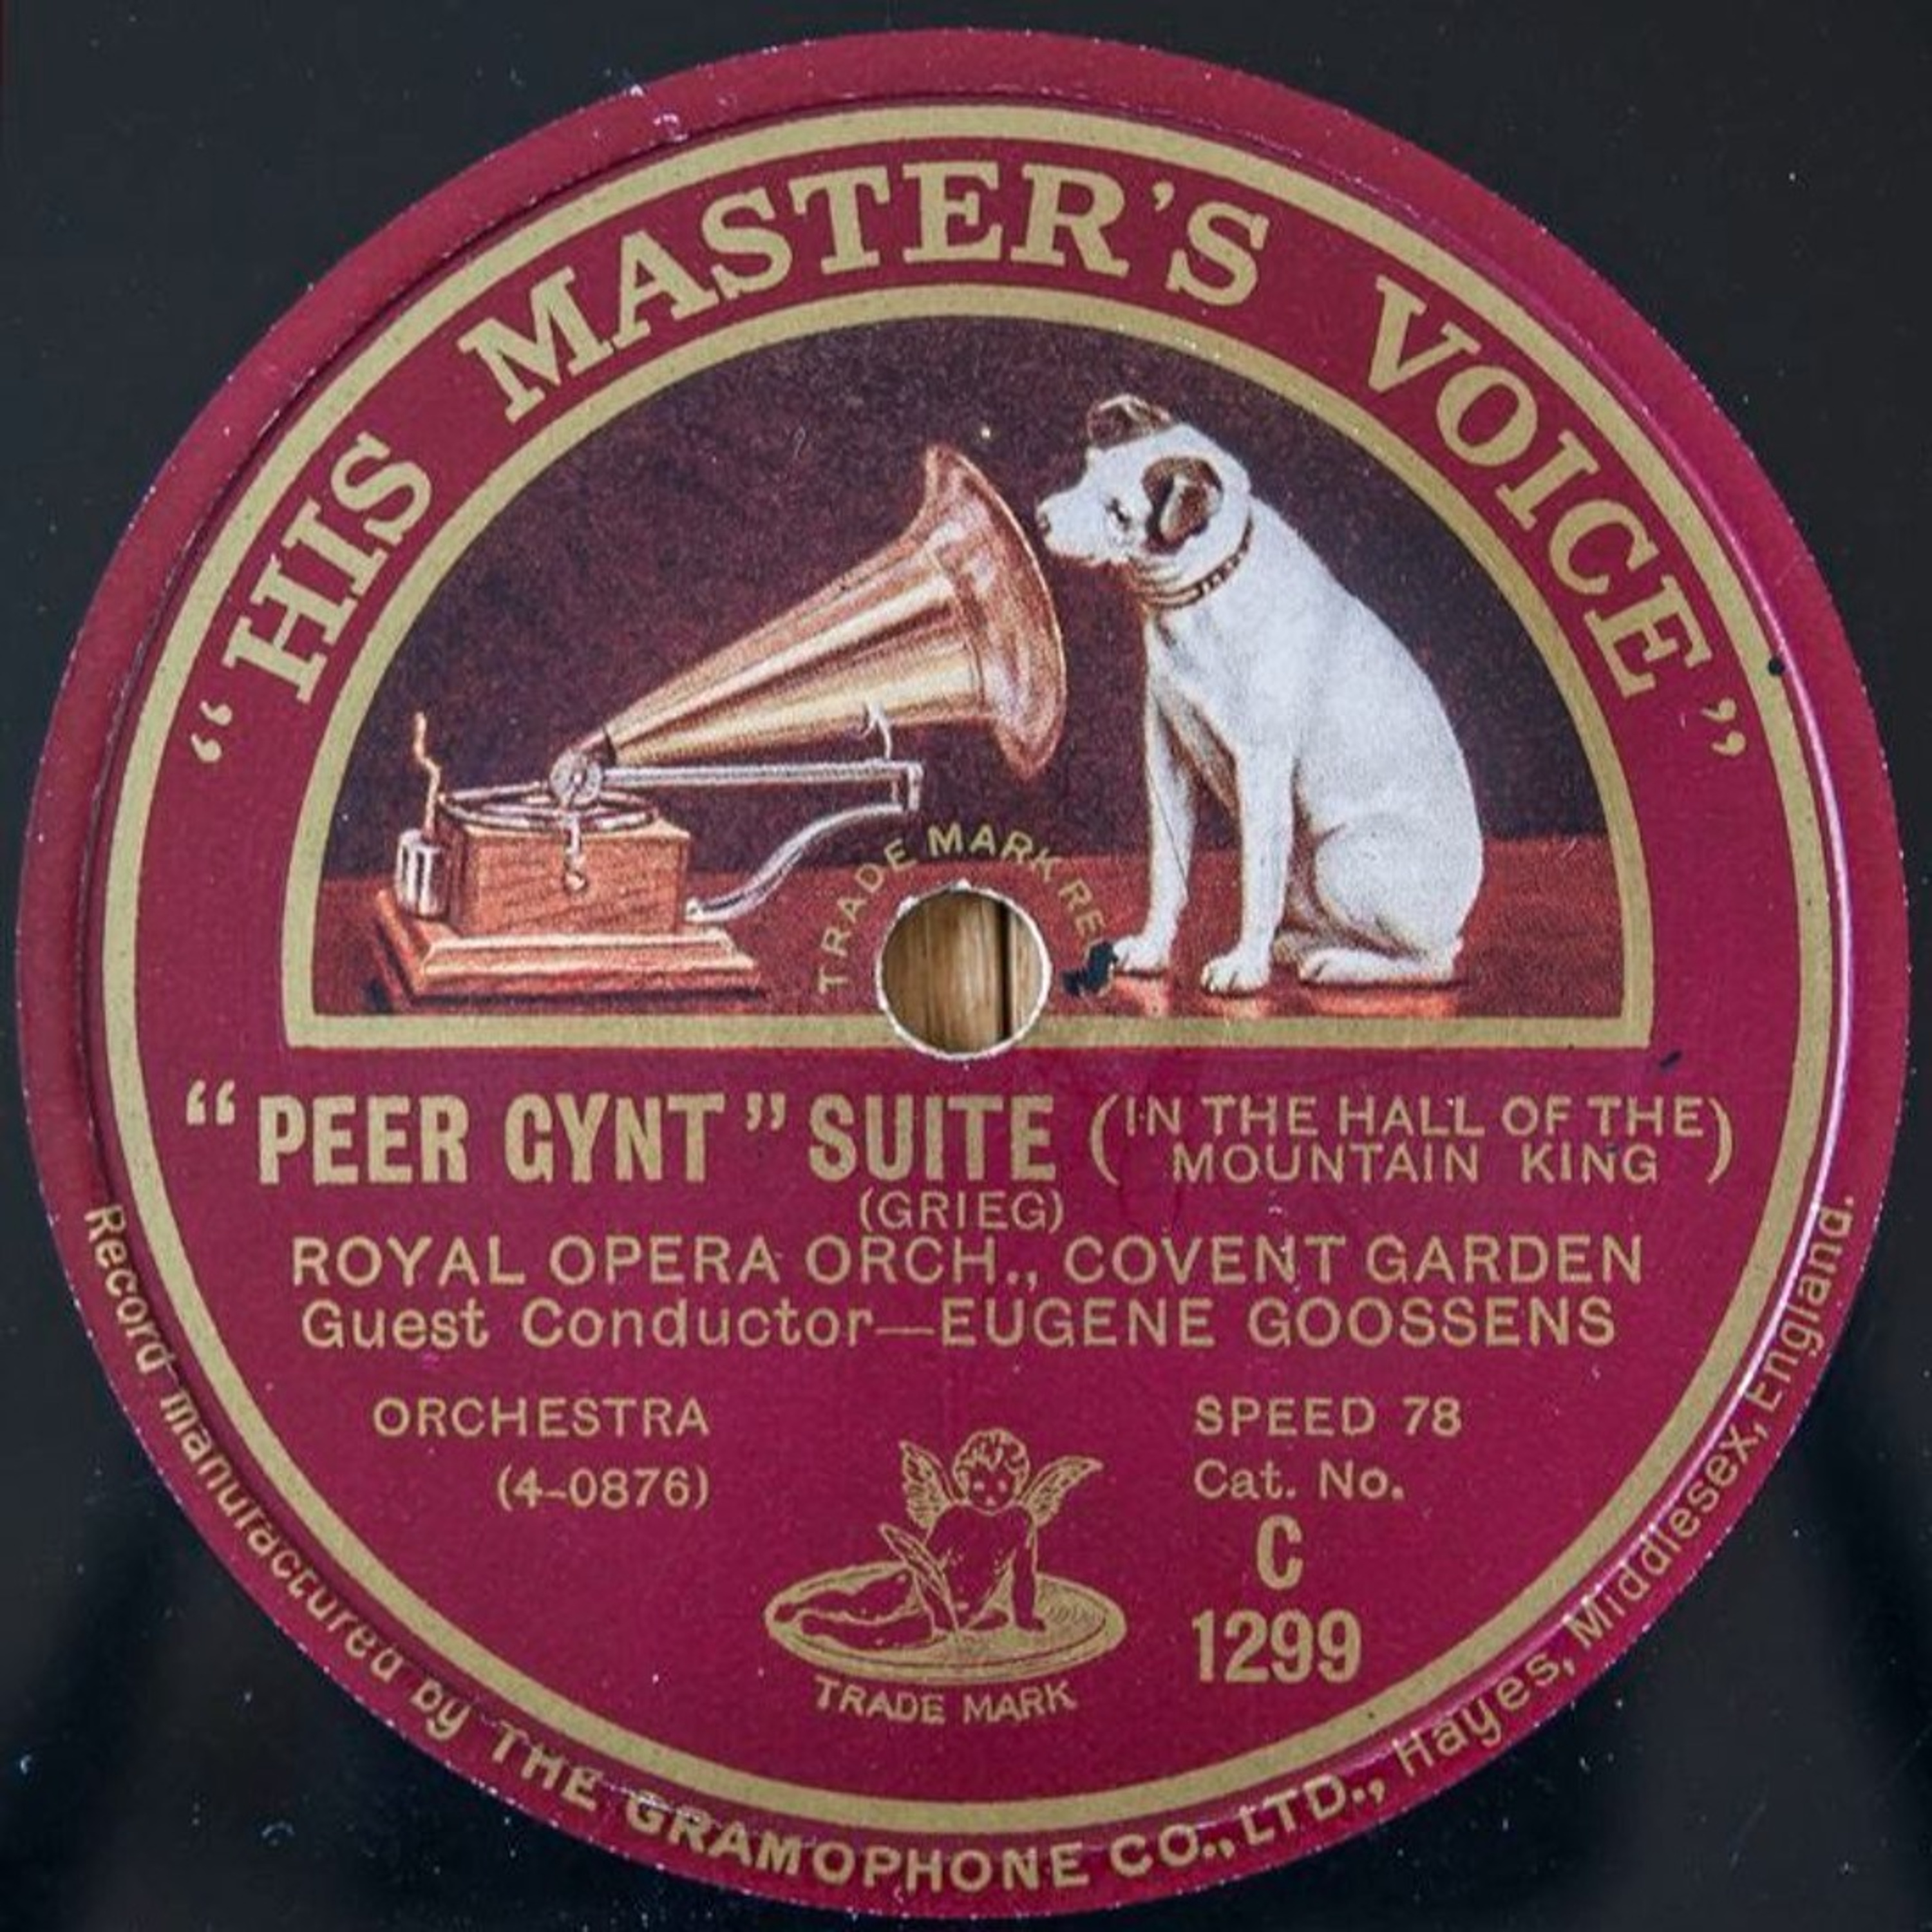 “HIS MASTER'S VOICE”
TRADE MARK RE
“PEER GYNT” SUITE (IN THE HALL OF THE
MOUNTAIN KING)
(GRIEG)
ROYAL OPERA ORCH., COVENT GARDEN
Guest Conductor—EUGENE GOOSSENS
ORCHESTRA
(4-0876)
SPEED 78
Cat. No.
C
1299
TRADE MARK
Record manufactured by THE GRAMOPHONE CO., LTD., Hayes, Middlesex, England.